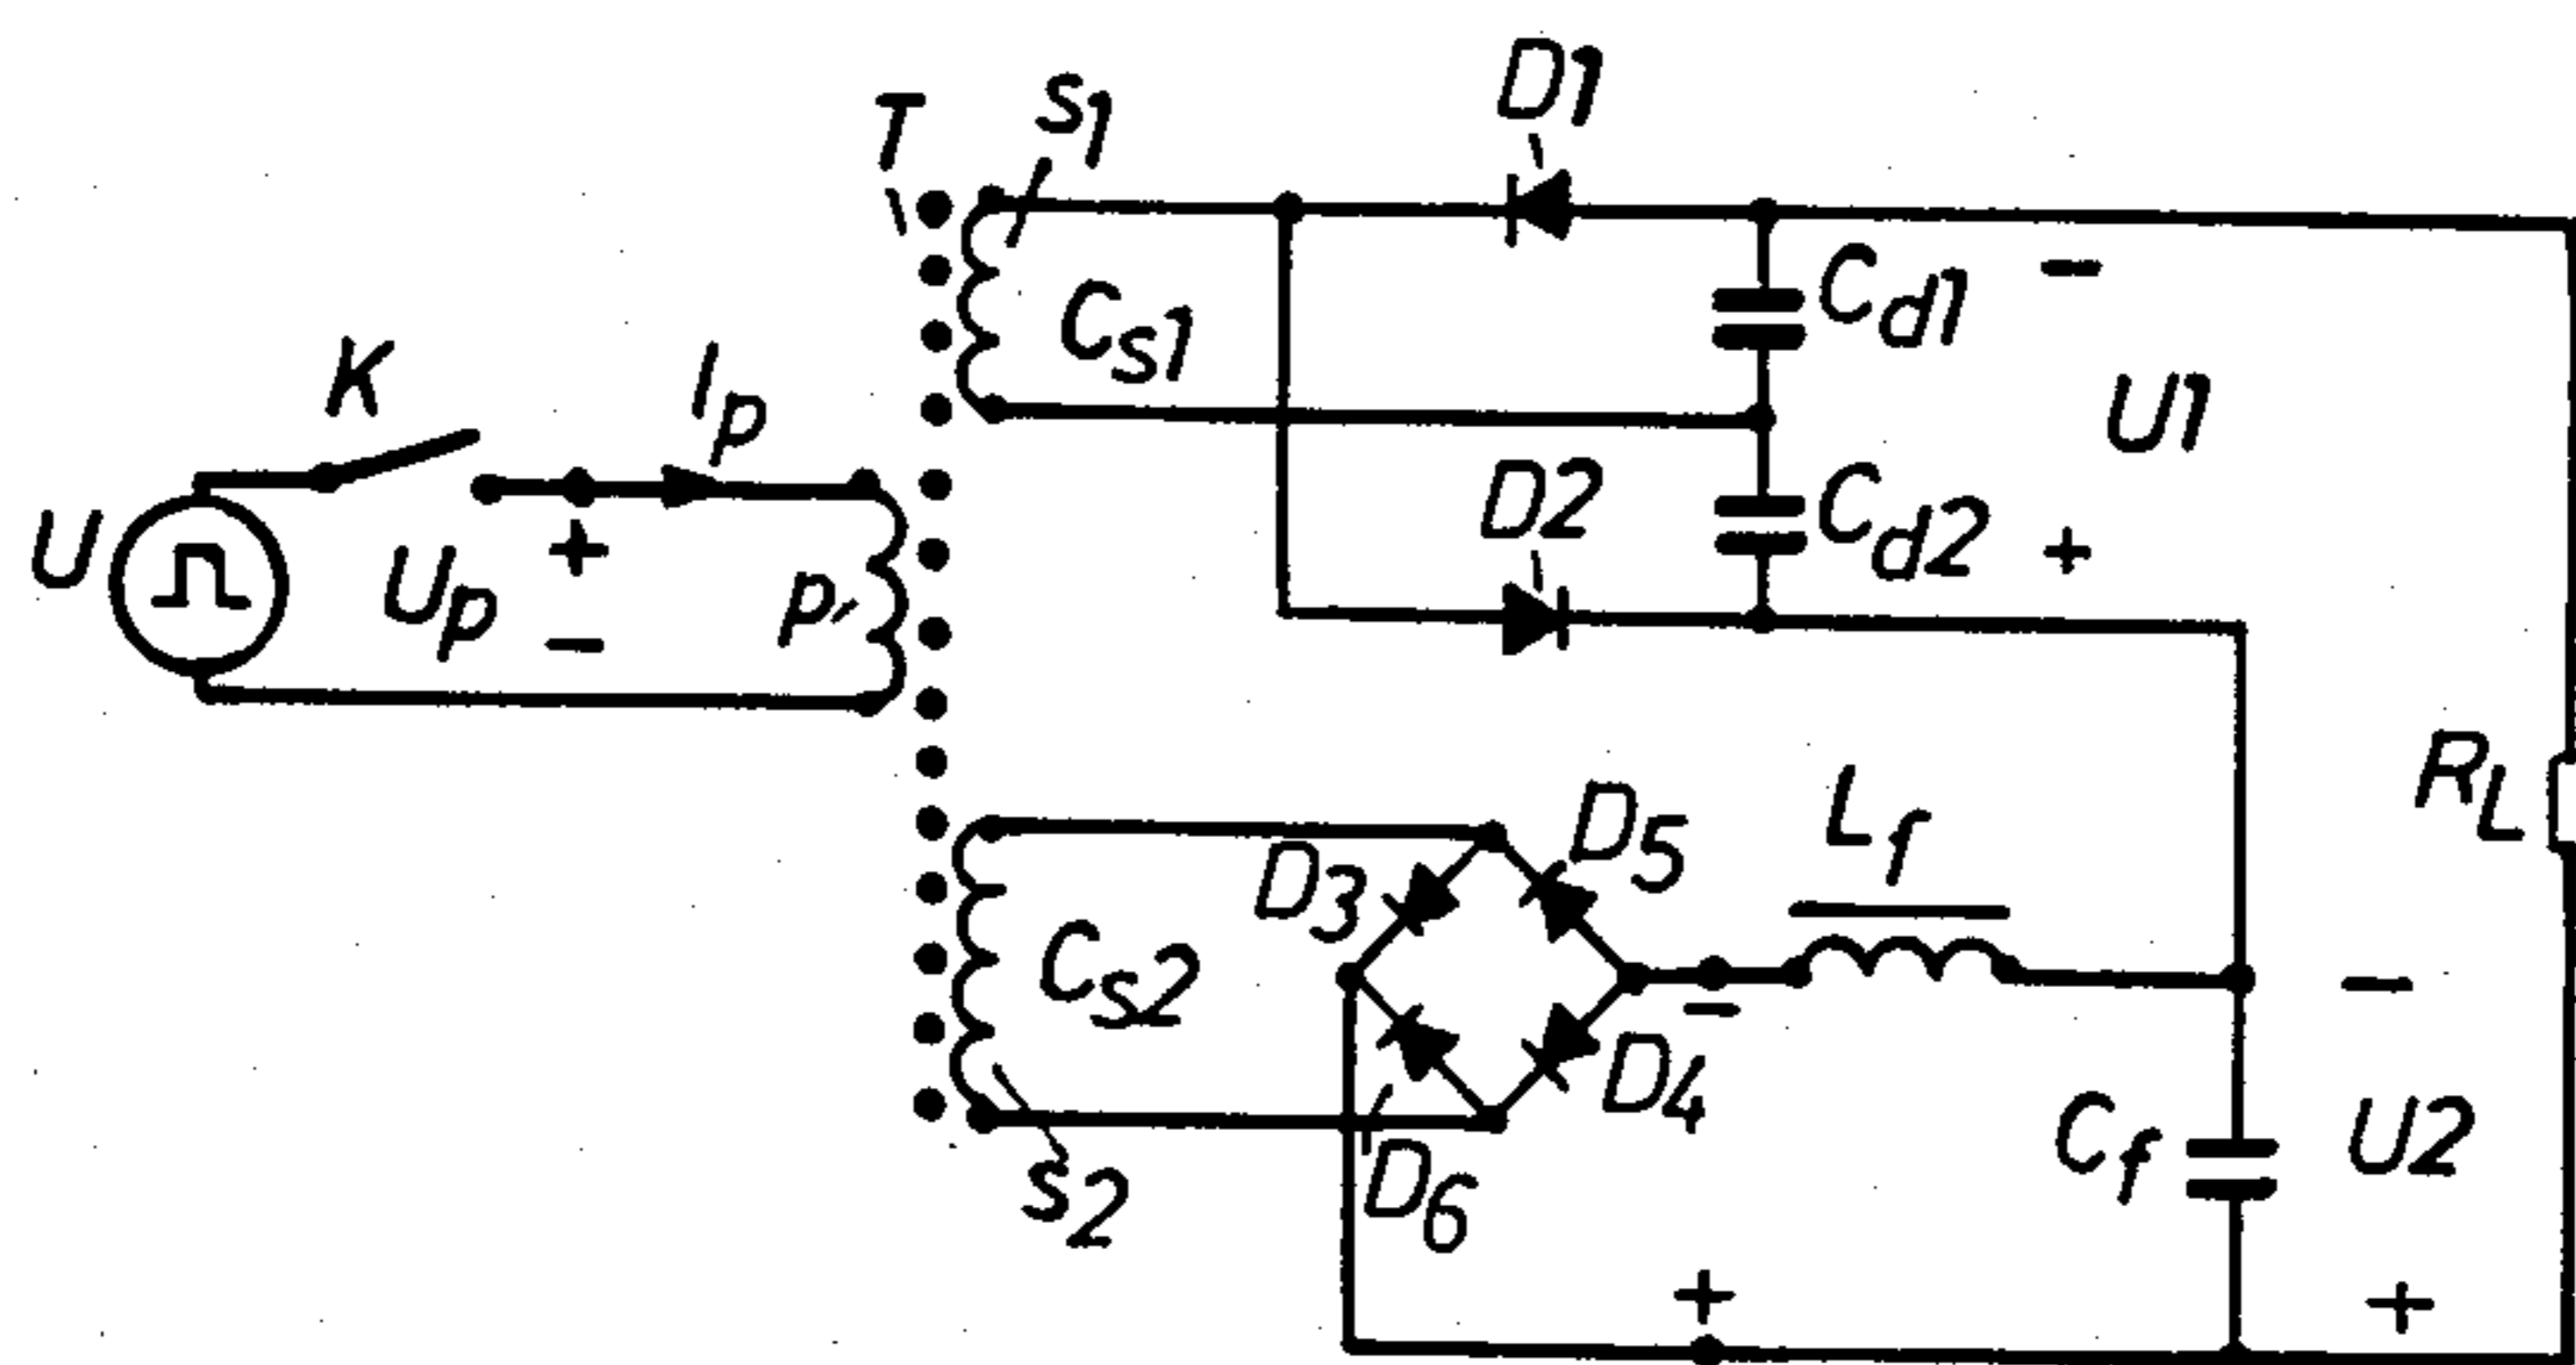 T
S1
D1
Cs1
Cd1
-
U1
K
Ip
U
Up
+
-
p
D2
Cd2
+
RL
D3
D5
Lf
Cs2
-
-
D4
D6
S2
Cf
U2
+
+